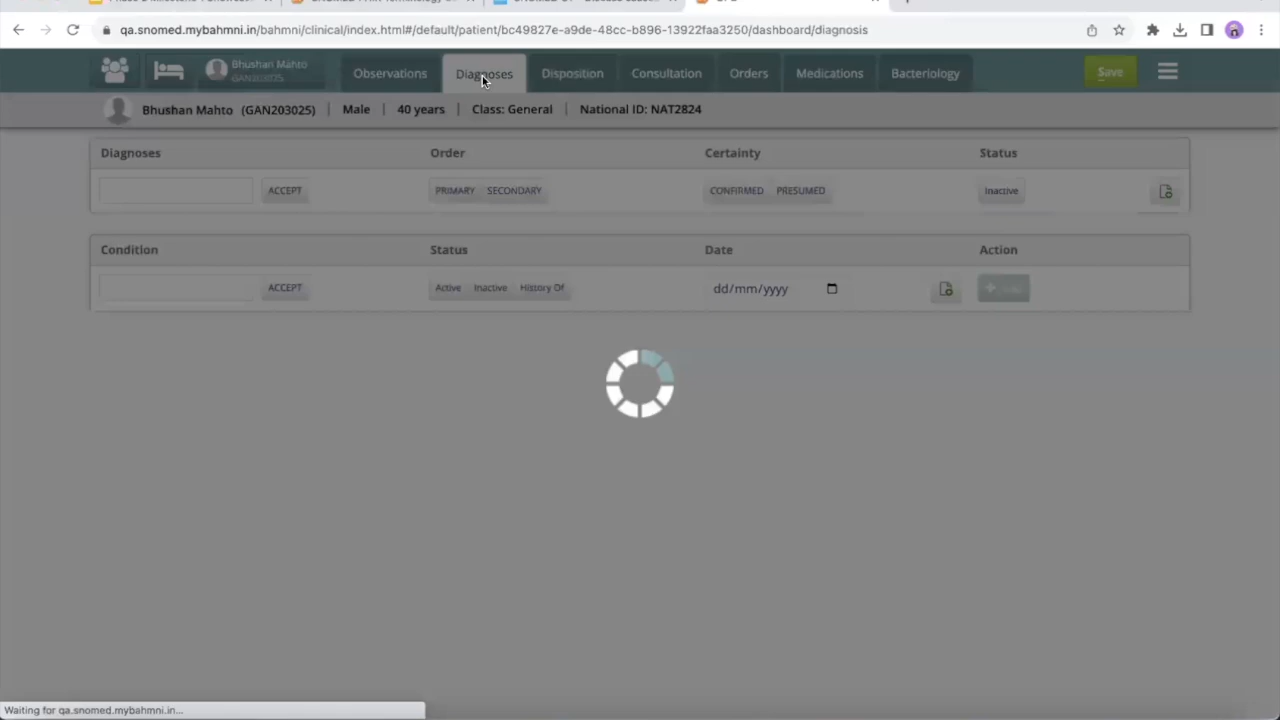 qa.snomed.mybahmni.in/bahmni/clinical/index.html#/default/patient/bc49827e-a9de-48cc-b896-13922faa3250/dashboard/diagnosis
Bhushan Mahto
GAN203025
Observations
Diagnoses
Disposition
Consultation
Orders
Medications
Bacteriology
Save
Bhushan Mahto (GAN203025) | Male | 40 years | Class: General | National ID: NAT2824
Diagnoses Order Certainty Status
ACCEPT PRIMARY SECONDARY CONFIRMED PRESUMED Inactive
Condition Status Date Action
ACCEPT Active Inactive History Of dd/mm/yyyy
Waiting for qa.snomed.mybahmni.in...